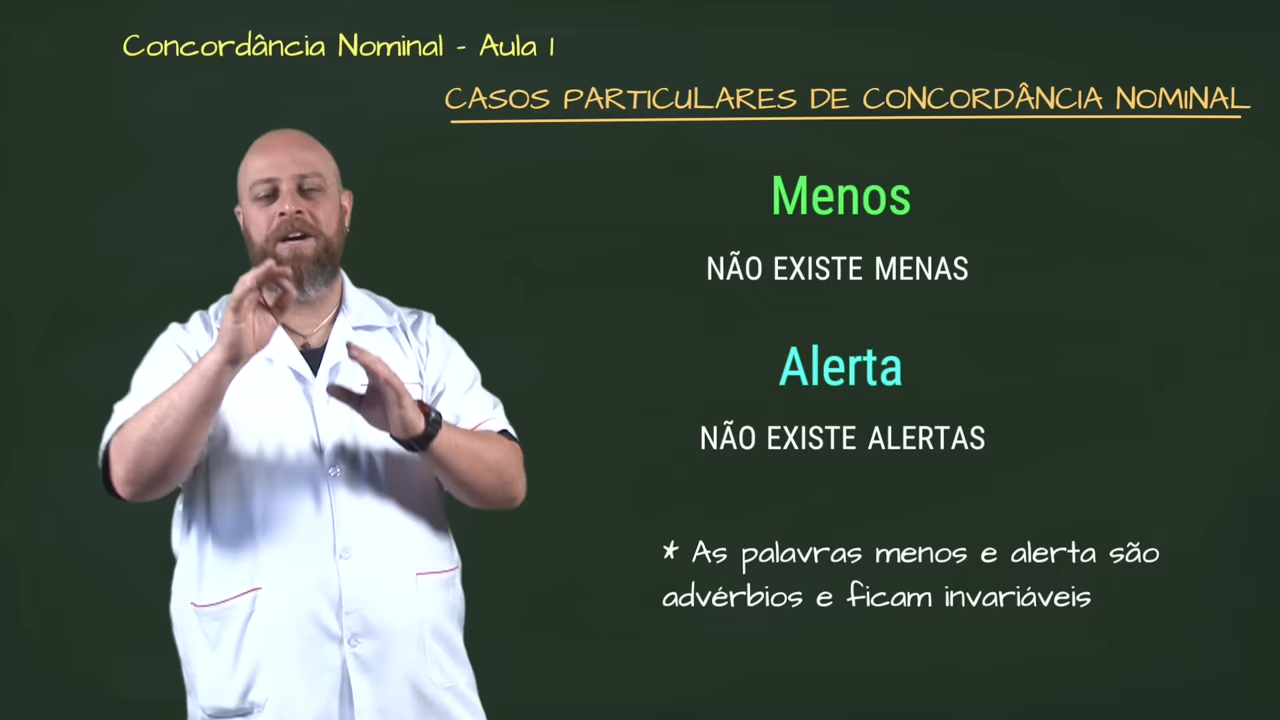 Concordância Nominal - Aula 1
CASOS PARTICULARES DE CONCORDÂNCIA NOMINAL
Menos
NÃO EXISTE MENAS
Alerta
NÃO EXISTE ALERTAS
* As palavras menos e alerta são
advérbios e ficam invariáveis